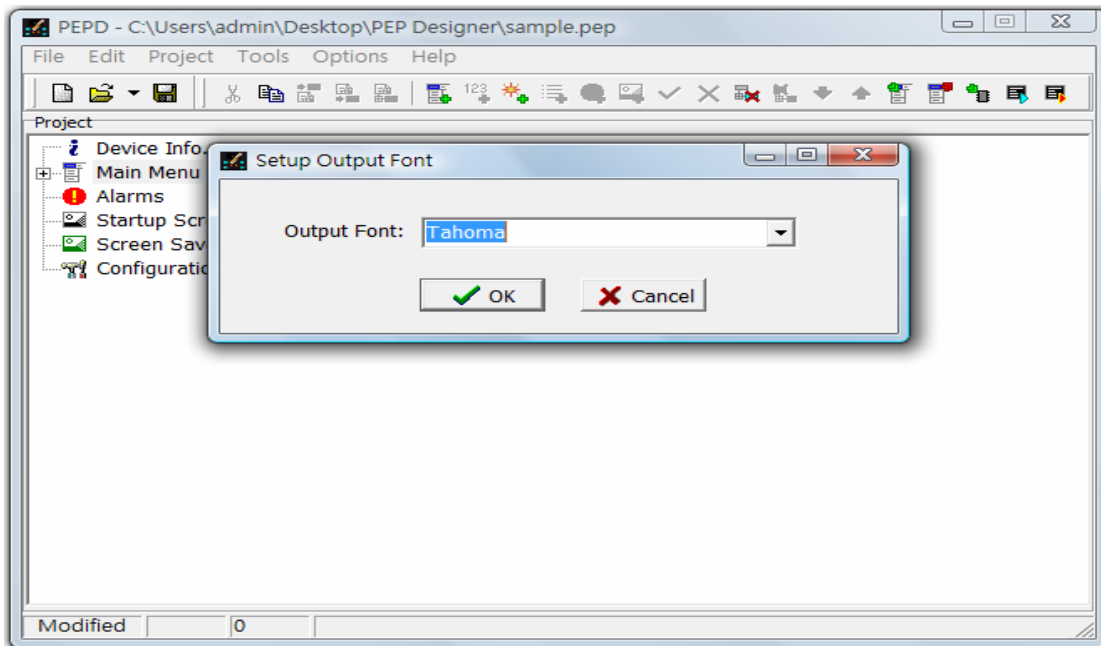 PEPD - C:\Users\admin\Desktop\PEP Designer\sample.pep
File Edit Project Tools Options Help
123
Project
Device Info.
Main Menu
Alarms
Startup Scr
Screen Sav
Configuratio
Setup Output Font
Output Font: Tahoma
OK Cancel
Modified 0